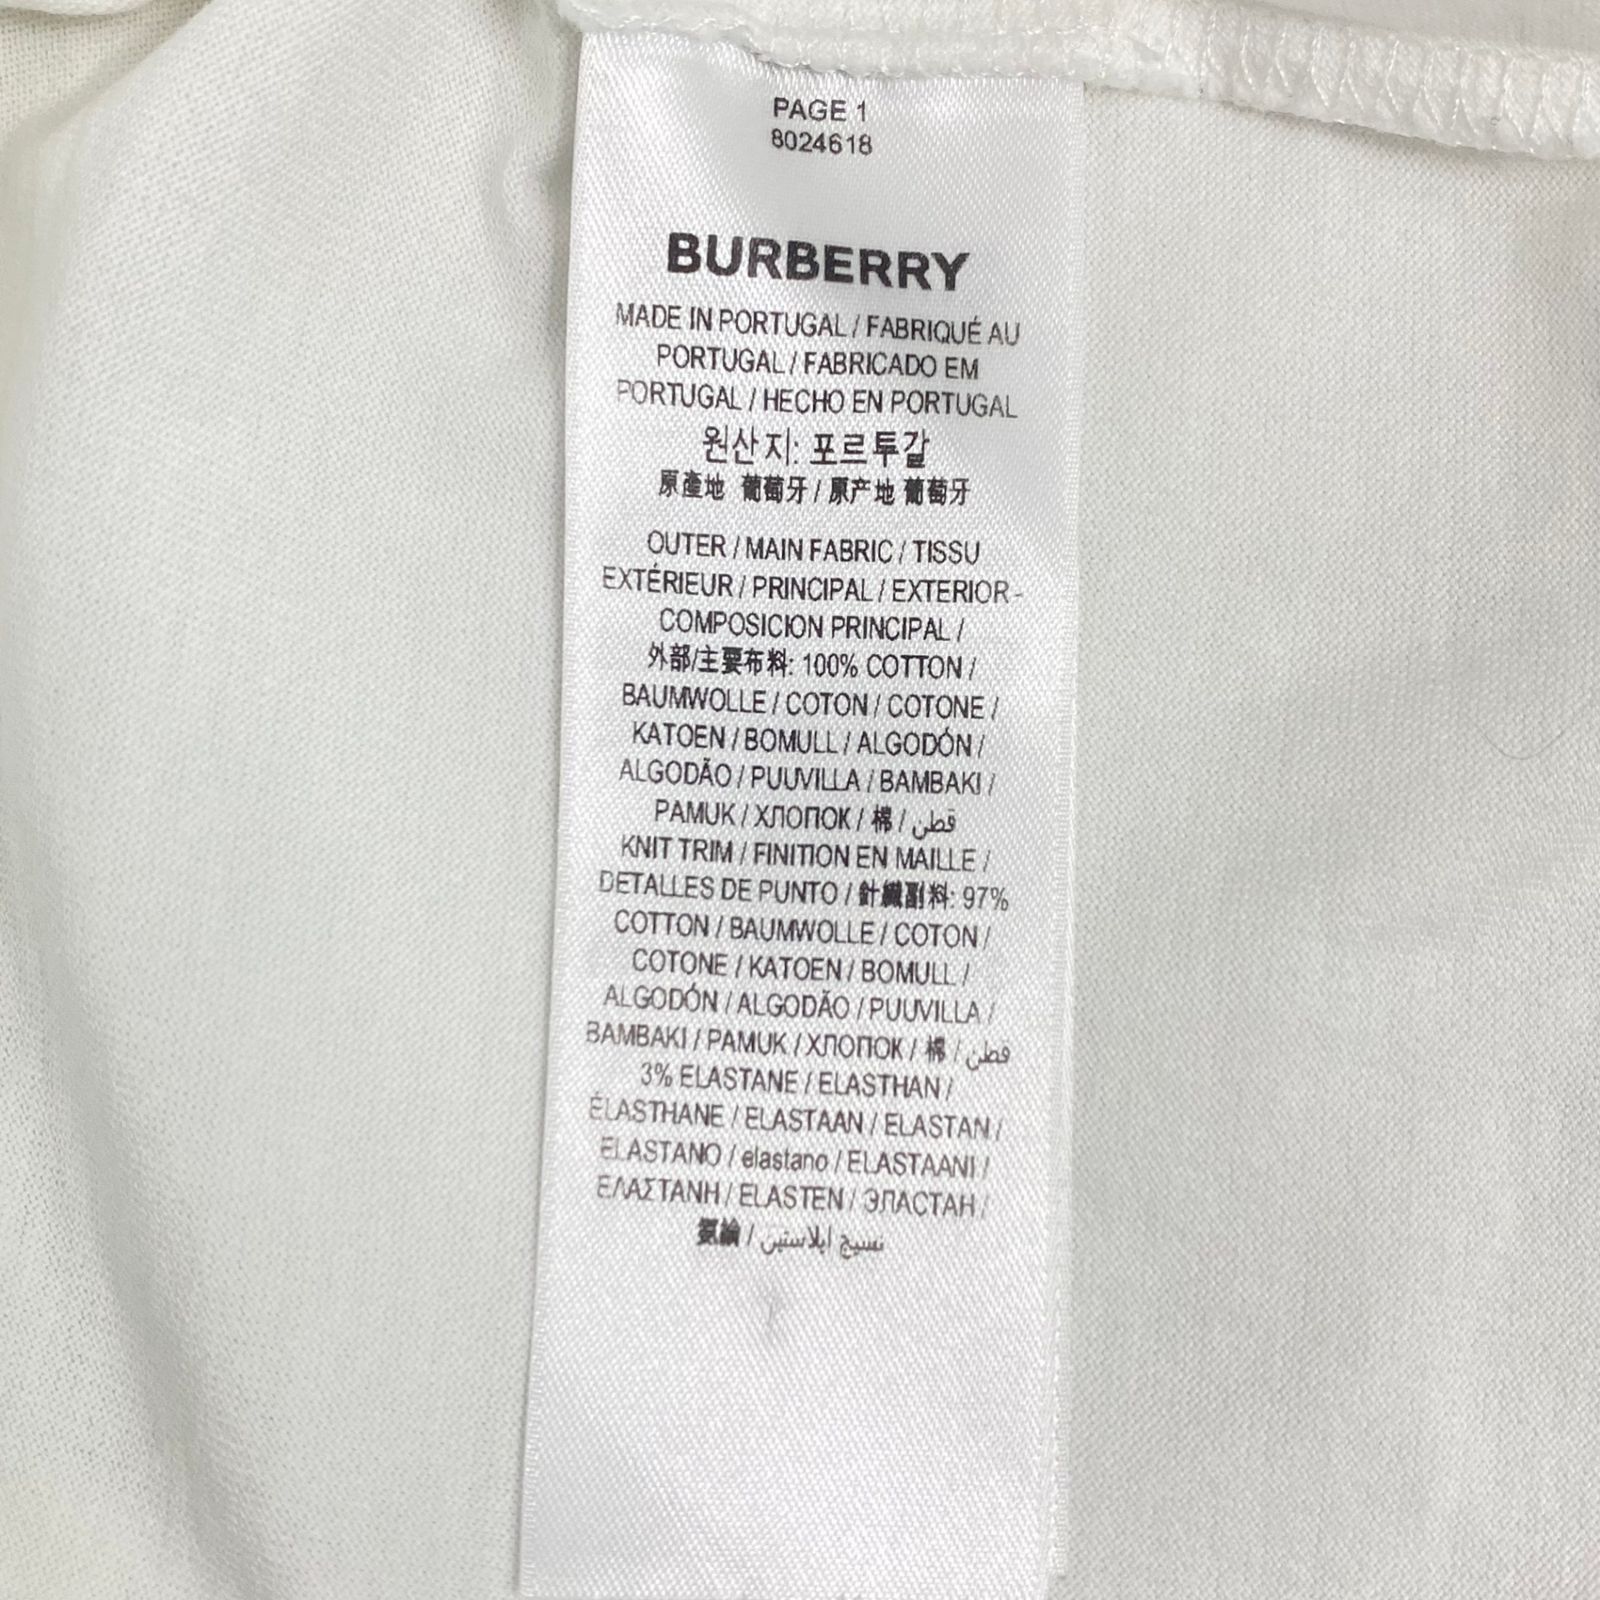 PAGE 1
8024618
BURBERRY
MADE IN PORTUGAL / FABRIQUÉ AU
PORTUGAL / FABRICADO EM
PORTUGAL / HECHO EN PORTUGAL
원산지: 포르투갈
原產地 葡萄牙 / 原产地 葡萄牙
OUTER / MAIN FABRIC / TISSU
EXTÉRIEUR / PRINCIPAL / EXTERIOR -
COMPOSICION PRINCIPAL /
外部/主要布料: 100% COTTON /
BAUMWOLLE / COTON / COTONE /
KATOEN / BOMULL / ALGODÓN /
ALGODÃO / PUUVILLA / BAMBAKI /
PAMUK / ХЛОПОК / 棉 / قطن
KNIT TRIM / FINITION EN MAILLE /
DETALLES DE PUNTO / 針織副料: 97%
COTTON / BAUMWOLLE / COTON /
COTONE / KATOEN / BOMULL /
ALGODÓN / ALGODÃO / PUUVILLA /
BAMBAKI / PAMUK / ХЛОПОК / 棉 / قطن
3% ELASTANE / ELASTHAN /
ÉLASTHANE / ELASTAAN / ELASTAN /
ELASTANO / elastano / ELASTAANI /
ΕΛΑΣΤΑΝΗ / ELASTEN / ЭЛАСТАН /
氨綸 / نسيج ايلاستين